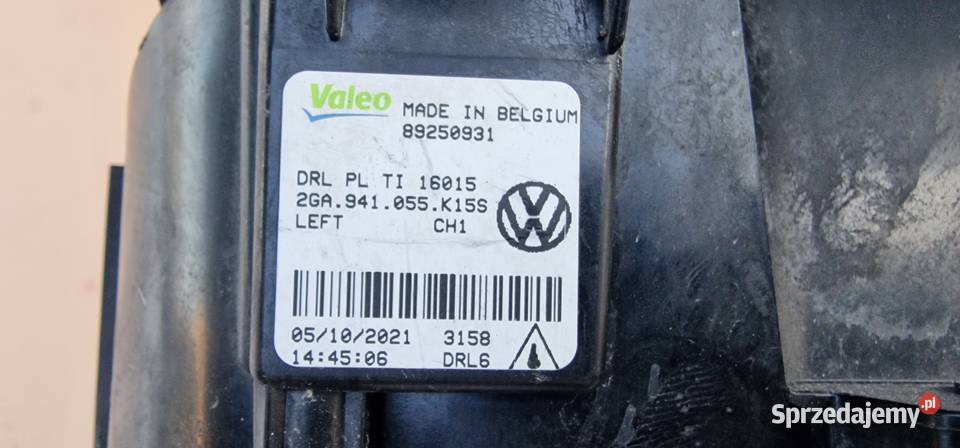 Valeo MADE IN BELGIUM
89250931
DRL PL TI 16015
2GA.941.055.K15S
LEFT CH1
05/10/2021 3158
14:45:06 DRL6
Sprzedajemy.pl